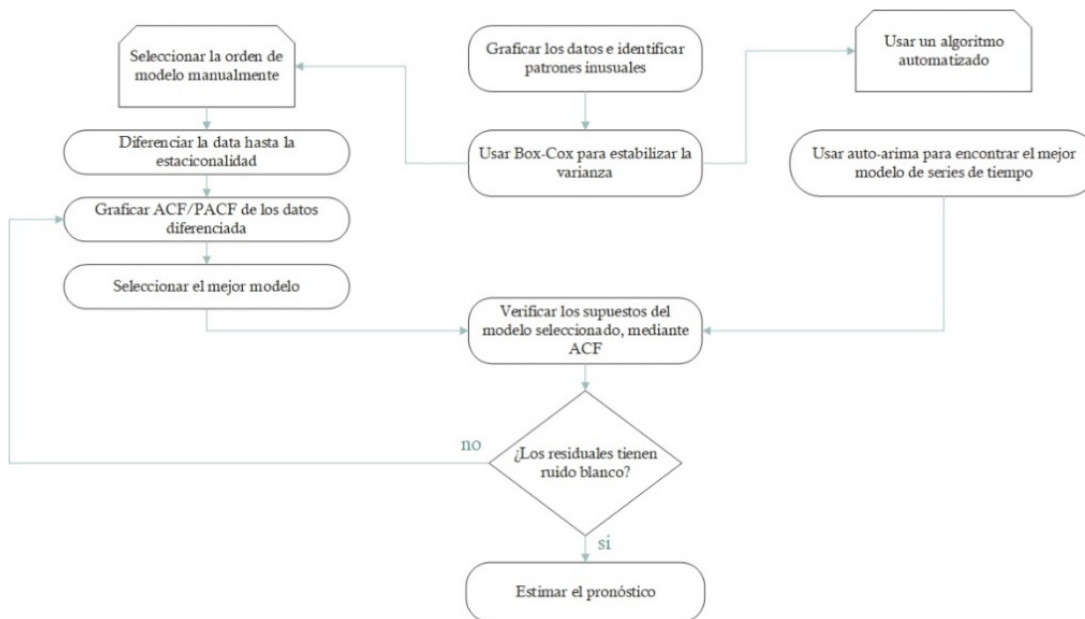 Seleccionar la orden de
modelo manualmente
Graficar los datos e identificar
patrones inusuales
Usar un algoritmo
automatizado
Diferenciar la data hasta la
estaciconalidad
Usar Box-Cox para estabilizar la
varianza
Usar auto-arima para encontrar el mejor
modelo de series de tiempo
Graficar ACF/PACF de los datos
diferenciada
Seleccionar el mejor modelo
Verificar los supuestos del
modelo seleccionado, mediante
ACF
no
¿Los residuales tienen
ruido blanco?
si
Estimar el pronóstico